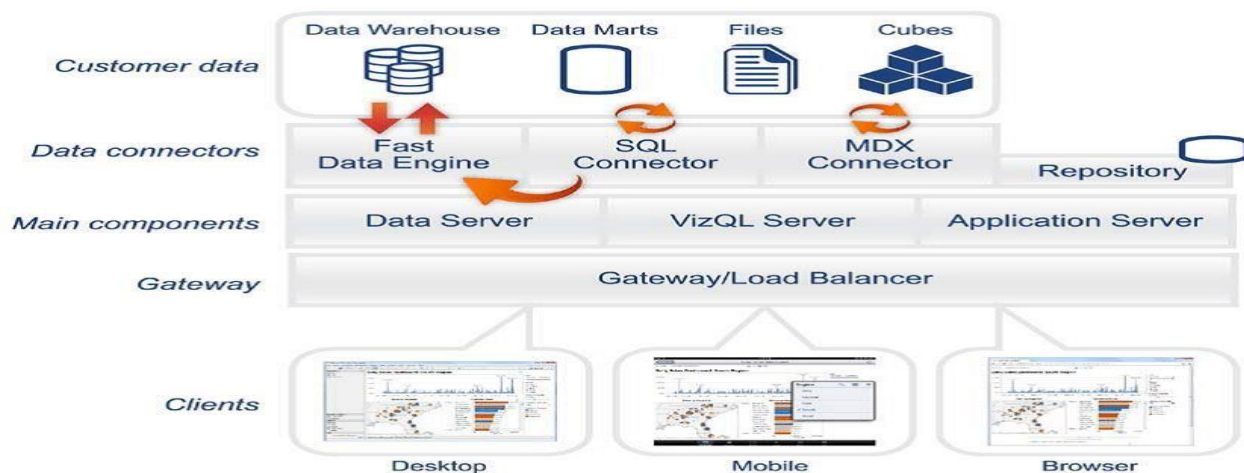 Data Warehouse Data Marts Files Cubes
Customer data
Data connectors
Fast
Data Engine
SQL
Connector
MDX
Connector
Repository
Main components
Data Server VizQL Server Application Server
Gateway
Gateway/Load Balancer
Clients
Desktop Mobile Browser